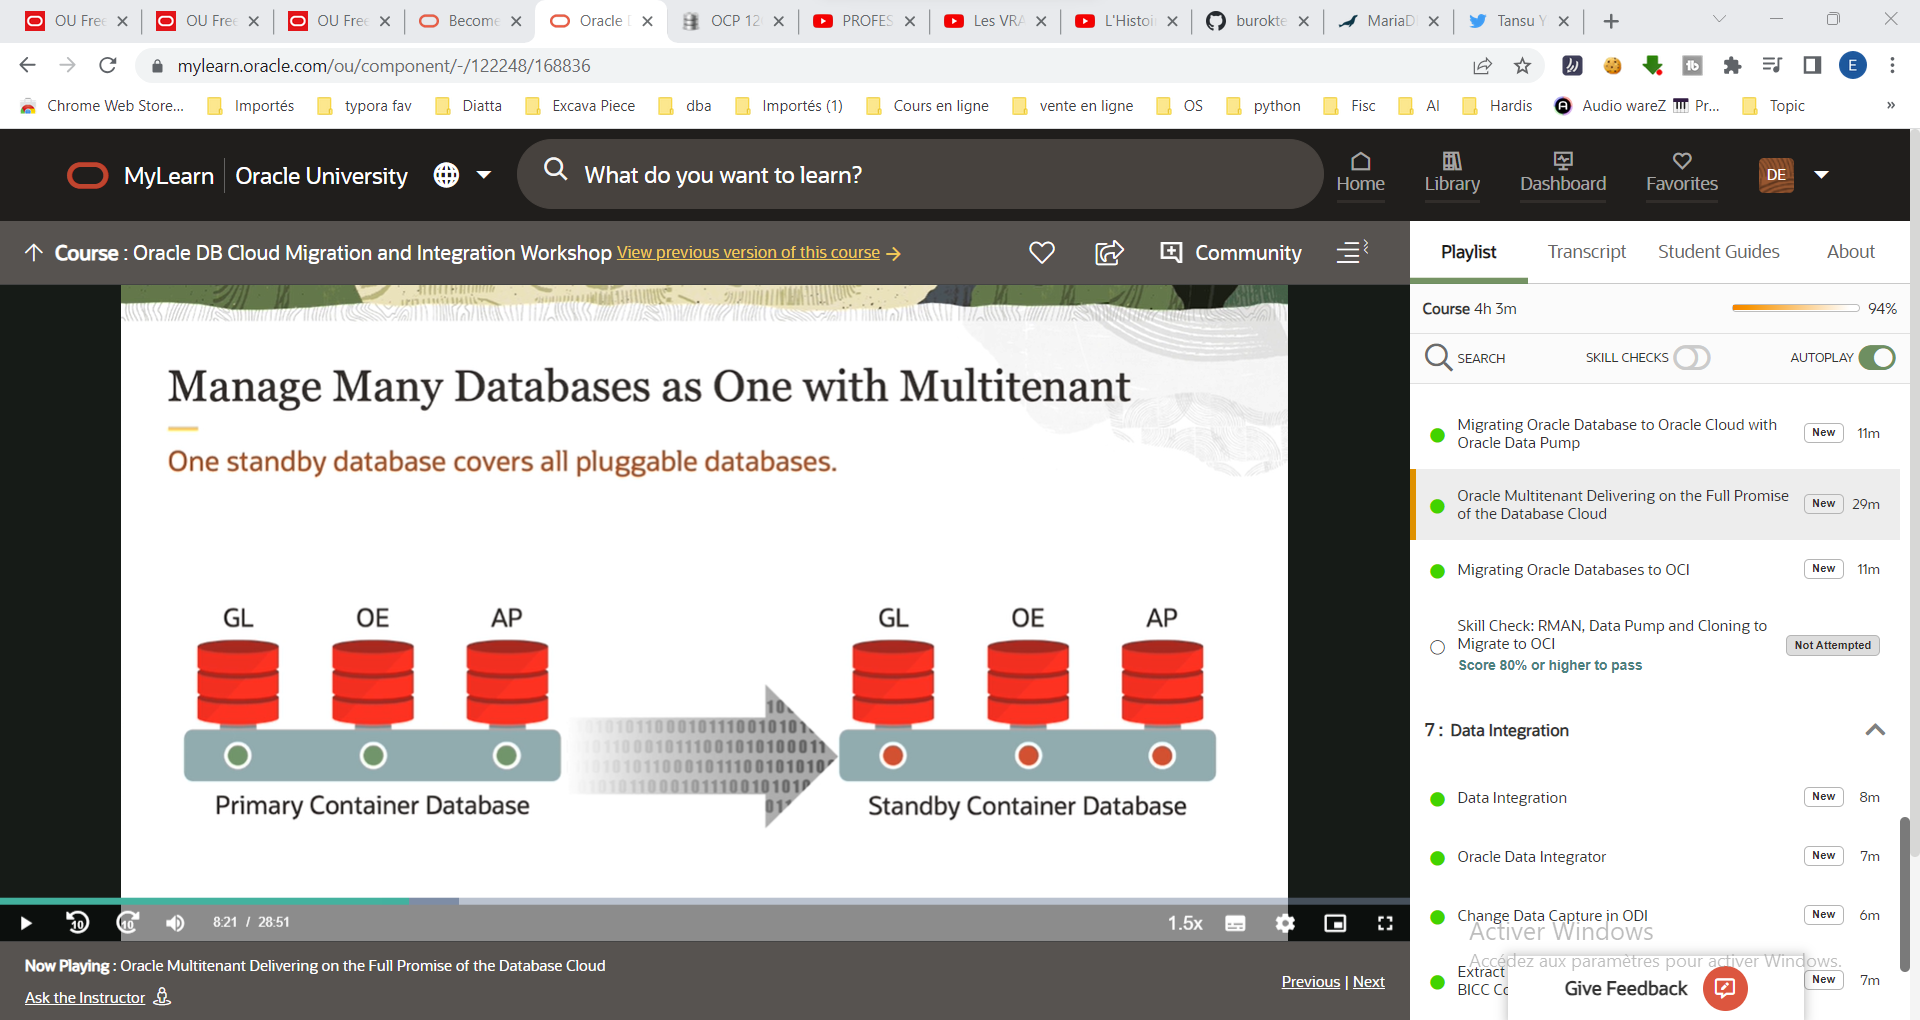 OU Free
OU Free
OU Free
Become
Oracle
OCP 12
PROFES
Les VRA
L'Histoi
burokte
MariaD
Tansu Y
mylearn.oracle.com/ou/component/-/122248/168836
E
Chrome Web Store...
Importés
typora fav
Diatta
Excava Piece
dba
Importés (1)
Cours en ligne
vente en ligne
OS
python
Fisc
AI
Hardis
Audio wareZ
Pr...
Topic
»
MyLearn
Oracle University
What do you want to learn?
Home
Library
Dashboard
Favorites
DE
Course : Oracle DB Cloud Migration and Integration Workshop View previous version of this course →
Community
Playlist
Transcript
Student Guides
About
Course 4h 3m
94%
SEARCH
SKILL CHECKS
AUTOPLAY
Manage Many Databases as One with Multitenant
One standby database covers all pluggable databases.
GL
OE
AP
GL
OE
AP
Primary Container Database
Standby Container Database
Migrating Oracle Database to Oracle Cloud with
Oracle Data Pump
New
11m
Oracle Multitenant Delivering on the Full Promise
of the Database Cloud
New
29m
Migrating Oracle Databases to OCI
New
11m
Skill Check: RMAN, Data Pump and Cloning to
Migrate to OCI
Score 80% or higher to pass
Not Attempted
7 : Data Integration
Data Integration
New
8m
Oracle Data Integrator
New
7m
Change Data Capture in ODI
New
6m
Activer Windows
Accédez aux paramètres pour activer Windows.
Extract
BICC
New
7m
Give Feedback
10
10
8:21 / 28:51
1.5x
Now Playing : Oracle Multitenant Delivering on the Full Promise of the Database Cloud
Ask the Instructor
Previous | Next